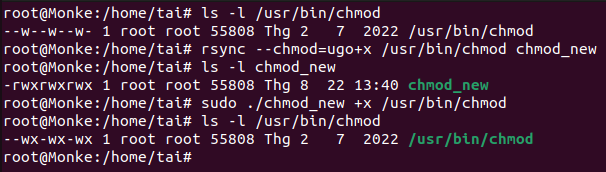 root@Monke:/home/tai# ls -l /usr/bin/chmod
--w--w--w- 1 root root 55808 Thg 2   7  2022 /usr/bin/chmod
root@Monke:/home/tai# rsync --chmod=ugo+x /usr/bin/chmod chmod_new
root@Monke:/home/tai# ls -l chmod_new
-rwxrwxrwx 1 root root 55808 Thg 8  22 13:40 chmod_new
root@Monke:/home/tai# sudo ./chmod_new +x /usr/bin/chmod
root@Monke:/home/tai# ls -l /usr/bin/chmod
--wx-wx-wx 1 root root 55808 Thg 2   7  2022 /usr/bin/chmod
root@Monke:/home/tai#